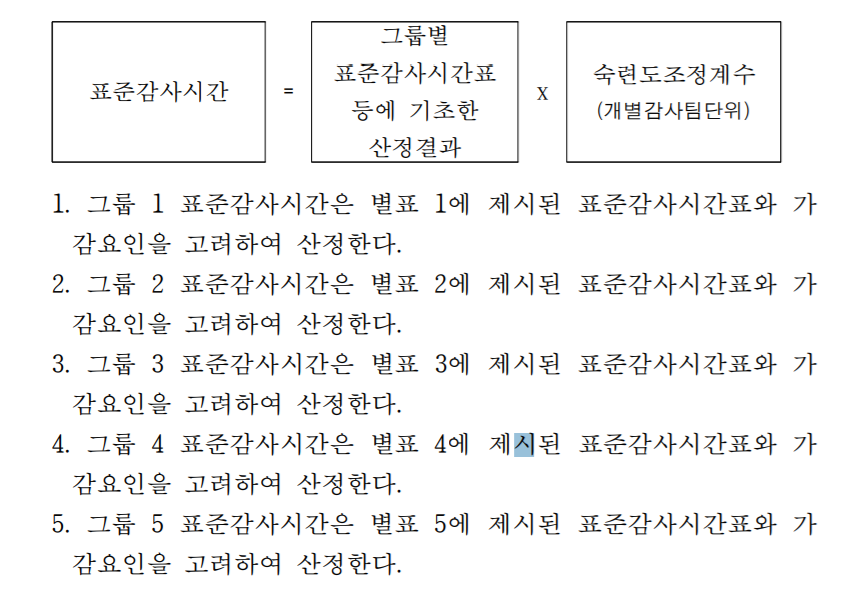 표준감사시간
=
그룹별
표준감사시간표
등에 기초한
산정결과
X
숙련도조정계수
(개별감사팀단위)
1. 그룹 1 표준감사시간은 별표 1에 제시된 표준감사시간표와 가
감요인을 고려하여 산정한다.
2. 그룹 2 표준감사시간은 별표 2에 제시된 표준감사시간표와 가
감요인을 고려하여 산정한다.
3. 그룹 3 표준감사시간은 별표 3에 제시된 표준감사시간표와 가
감요인을 고려하여 산정한다.
4. 그룹 4 표준감사시간은 별표 4에 제시된 표준감사시간표와 가
감요인을 고려하여 산정한다.
5. 그룹 5 표준감사시간은 별표 5에 제시된 표준감사시간표와 가
감요인을 고려하여 산정한다.